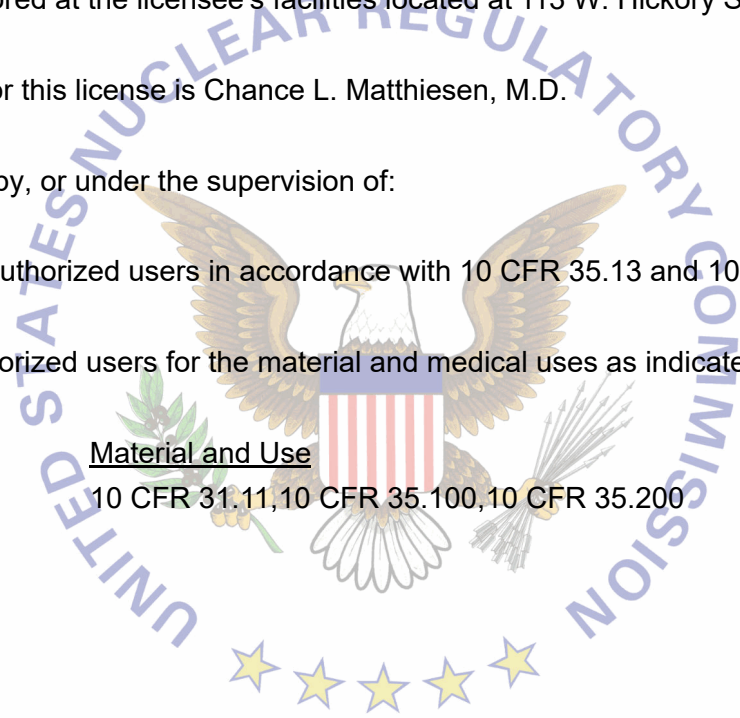 ored at the licensee's facilities located at 115 W. Hickory S
or this license is Chance L. Matthiesen, M.D.
by, or under the supervision of:
uthorized users in accordance with 10 CFR 35.13 and 10
orized users for the material and medical uses as indicate
Material and Use
10 CFR 31.11,10 CFR 35.100,10 CFR 35.200
UNITED STATES NUCLEAR REGULATORY COMMISSION